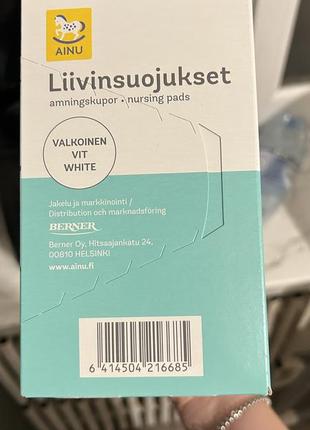 AINU
Liivinsuojukset
amningskupor • nursing pads
VALKOINEN
VIT
WHITE
Jakelu ja markkinointi /
Distribution och marknadsföring
BERNER
Berner Oy, Hitsaajankatu 24,
00810 HELSINKI
www.ainu.fi
6 414504 216685